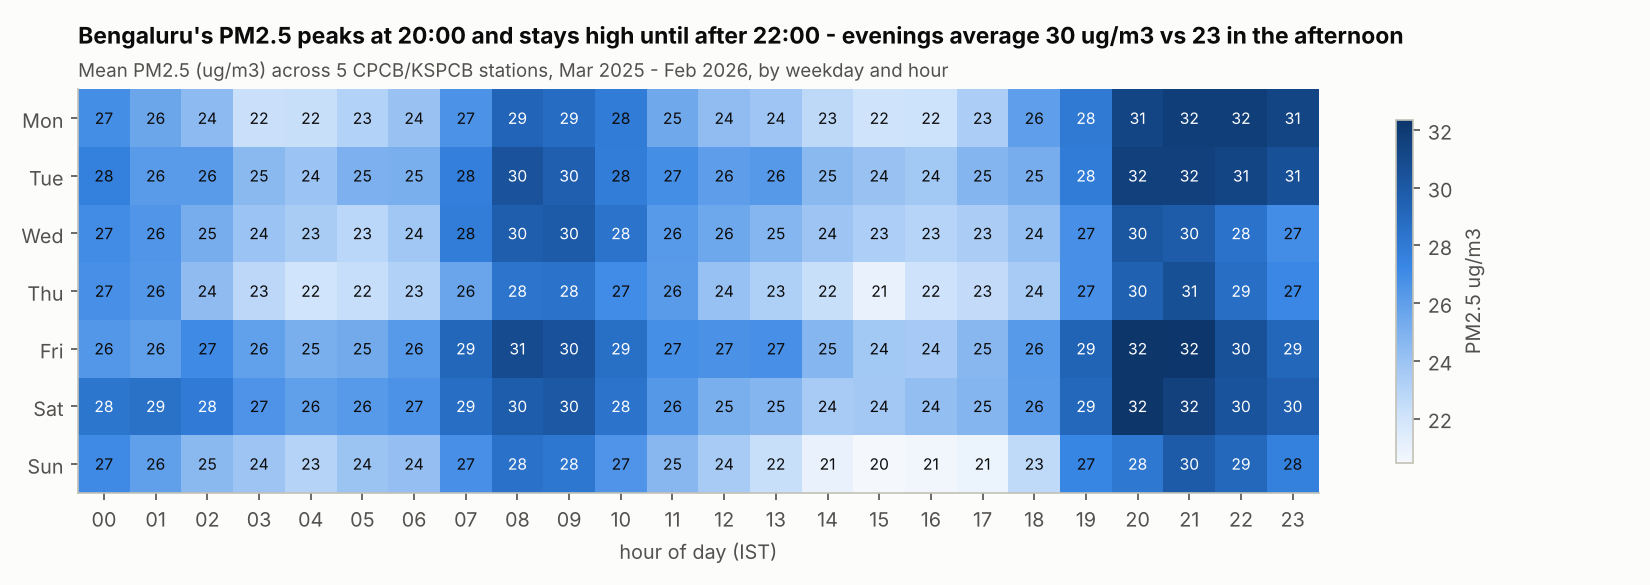 Bengaluru's PM2.5 peaks at 20:00 and stays high until after 22:00 - evenings average 30 ug/m3 vs 23 in the afternoon
Mean PM2.5 (ug/m3) across 5 CPCB/KSPCB stations, Mar 2025 - Feb 2026, by weekday and hour
Mon 27 26 24 22 22 23 24 27 29 29 28 25 24 24 23 22 22 23 26 28 31 32 32 31
Tue 28 26 26 25 24 25 25 28 30 30 28 27 26 26 25 24 24 25 25 28 32 32 31 31
Wed 27 26 25 24 23 23 24 28 30 30 28 26 26 25 24 23 23 23 24 27 30 30 28 27
Thu 27 26 24 23 22 22 23 26 28 28 27 26 24 23 22 21 22 23 24 27 30 31 29 27
Fri 26 26 27 26 25 25 26 29 31 30 29 27 27 27 25 24 24 25 26 29 32 32 30 29
Sat 28 29 28 27 26 26 27 29 30 30 28 26 25 25 24 24 24 25 26 29 32 32 30 30
Sun 27 26 25 24 23 24 24 27 28 28 27 25 24 22 21 20 21 21 23 27 28 30 29 28
00 01 02 03 04 05 06 07 08 09 10 11 12 13 14 15 16 17 18 19 20 21 22 23
hour of day (IST)
32
30
28
26
24
22
PM2.5 ug/m3